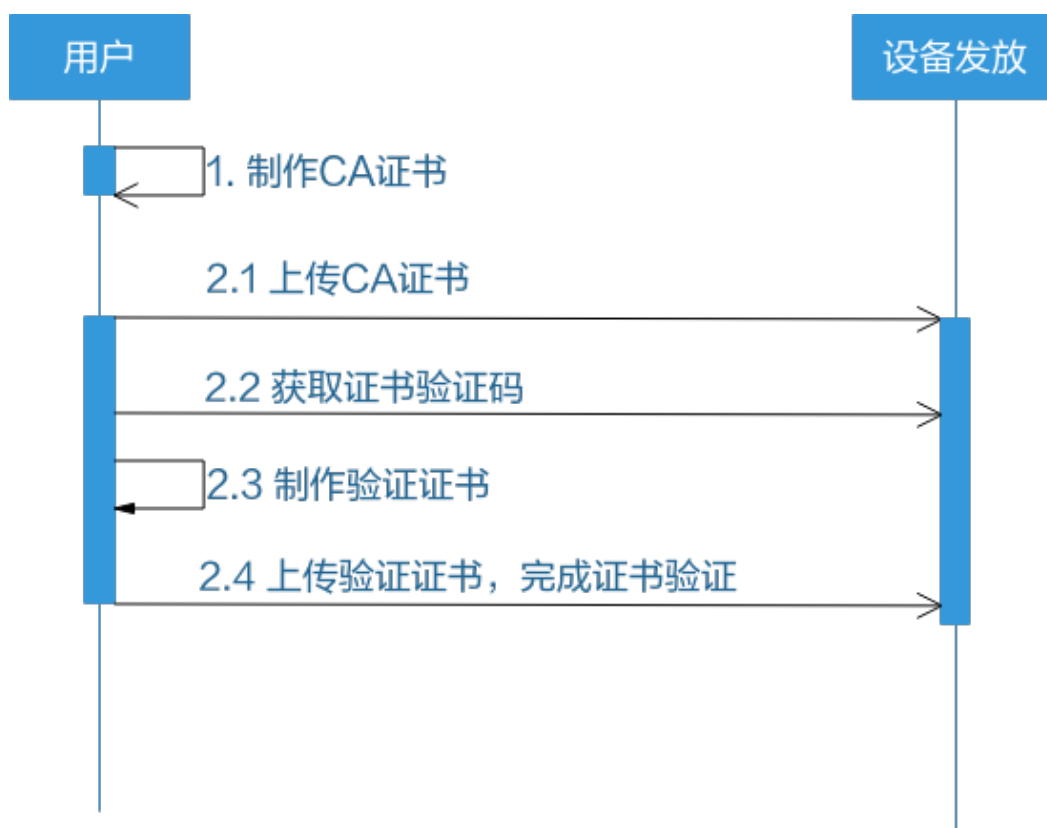 用户
设备发放
1. 制作CA证书
2.1 上传CA证书
2.2 获取证书验证码
2.3 制作验证证书
2.4 上传验证证书，完成证书验证